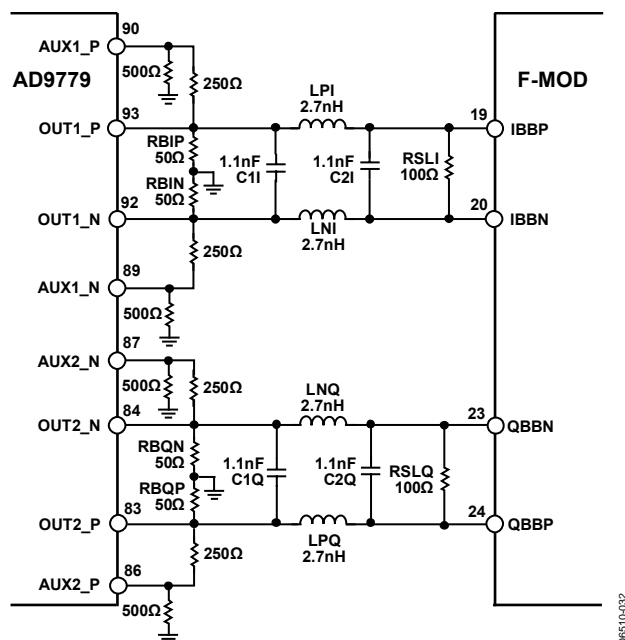 90
AUX1_P
500Ω
250Ω
AD9779
F-MOD
LPI
2.7nH
93
19
OUT1_P
IBBP
RBIP
50Ω
1.1nF
C1I
1.1nF
C2I
RSLI
100Ω
RBIN
50Ω
92
20
OUT1_N
IBBN
LNI
2.7nH
250Ω
89
AUX1_N
500Ω
87
AUX2_N
500Ω
250Ω
LNQ
2.7nH
84
23
OUT2_N
QBBN
RBQN
50Ω
1.1nF
C1Q
1.1nF
C2Q
RSLQ
100Ω
RBQP
50Ω
83
24
OUT2_P
QBBP
LPQ
2.7nH
250Ω
86
AUX2_P
500Ω
06510-032